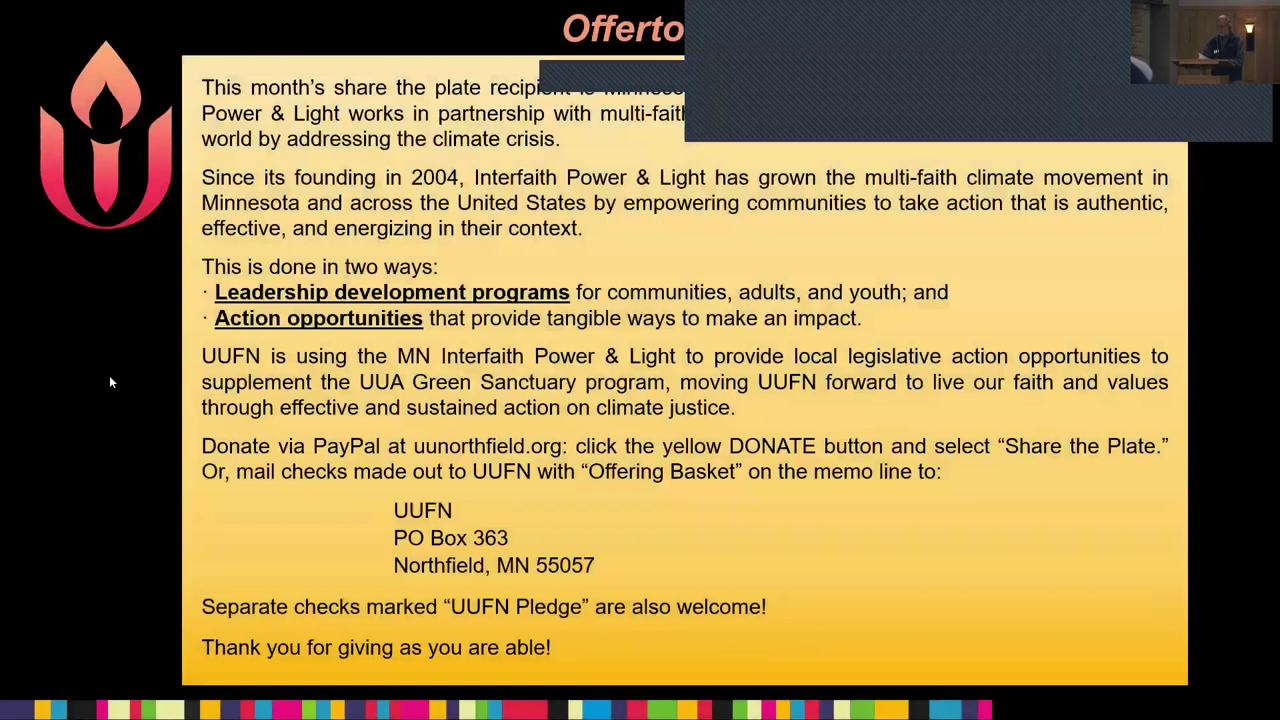 Offerto
This month’s share the plate recipient is Minnes
Power & Light works in partnership with multi-faith
world by addressing the climate crisis.
Since its founding in 2004, Interfaith Power & Light has grown the multi-faith climate movement in
Minnesota and across the United States by empowering communities to take action that is authentic,
effective, and energizing in their context.
This is done in two ways:
· Leadership development programs for communities, adults, and youth; and
· Action opportunities that provide tangible ways to make an impact.
UUFN is using the MN Interfaith Power & Light to provide local legislative action opportunities to
supplement the UUA Green Sanctuary program, moving UUFN forward to live our faith and values
through effective and sustained action on climate justice.
Donate via PayPal at uunorthfield.org: click the yellow DONATE button and select “Share the Plate.”
Or, mail checks made out to UUFN with “Offering Basket” on the memo line to:
UUFN
PO Box 363
Northfield, MN 55057
Separate checks marked “UUFN Pledge” are also welcome!
Thank you for giving as you are able!